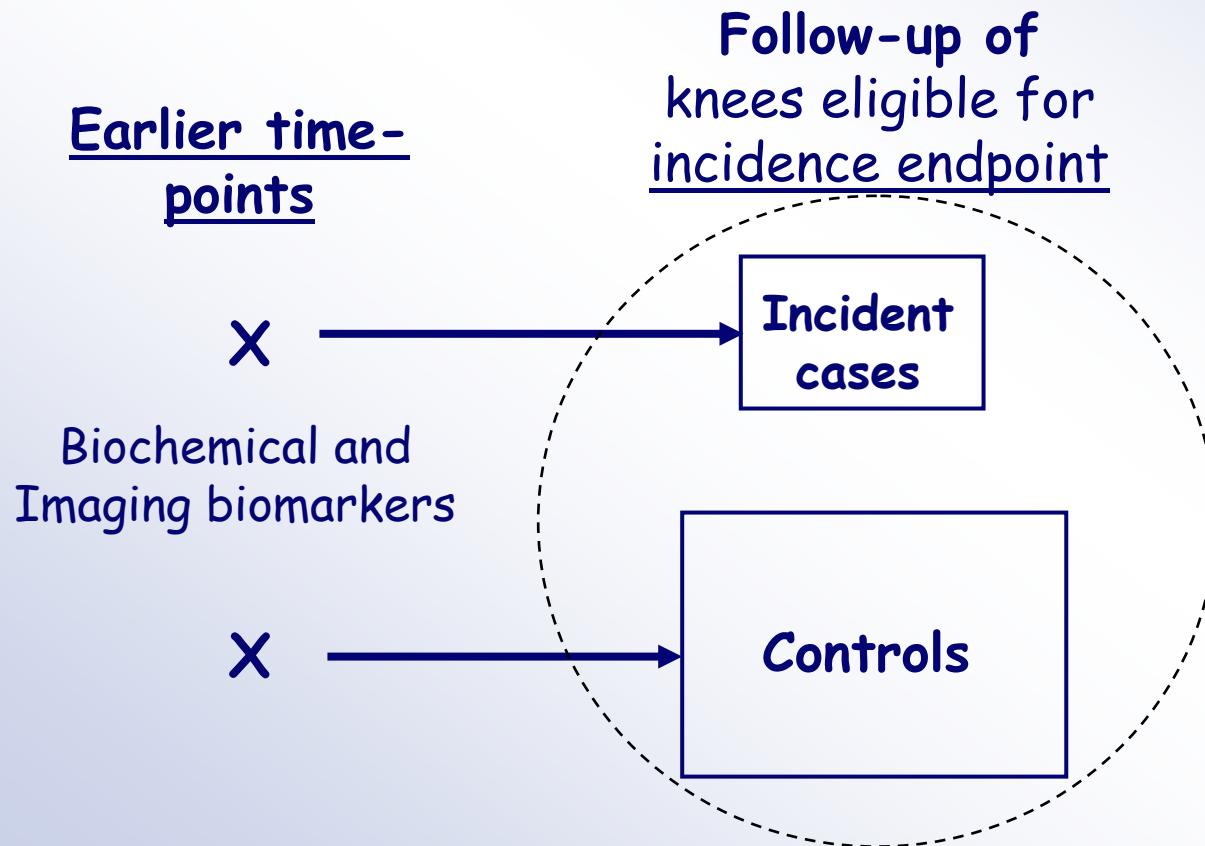 Earlier time-
points
Follow-up of
knees eligible for
incidence endpoint
X
Incident
cases
Biochemical and
Imaging biomarkers
X
Controls